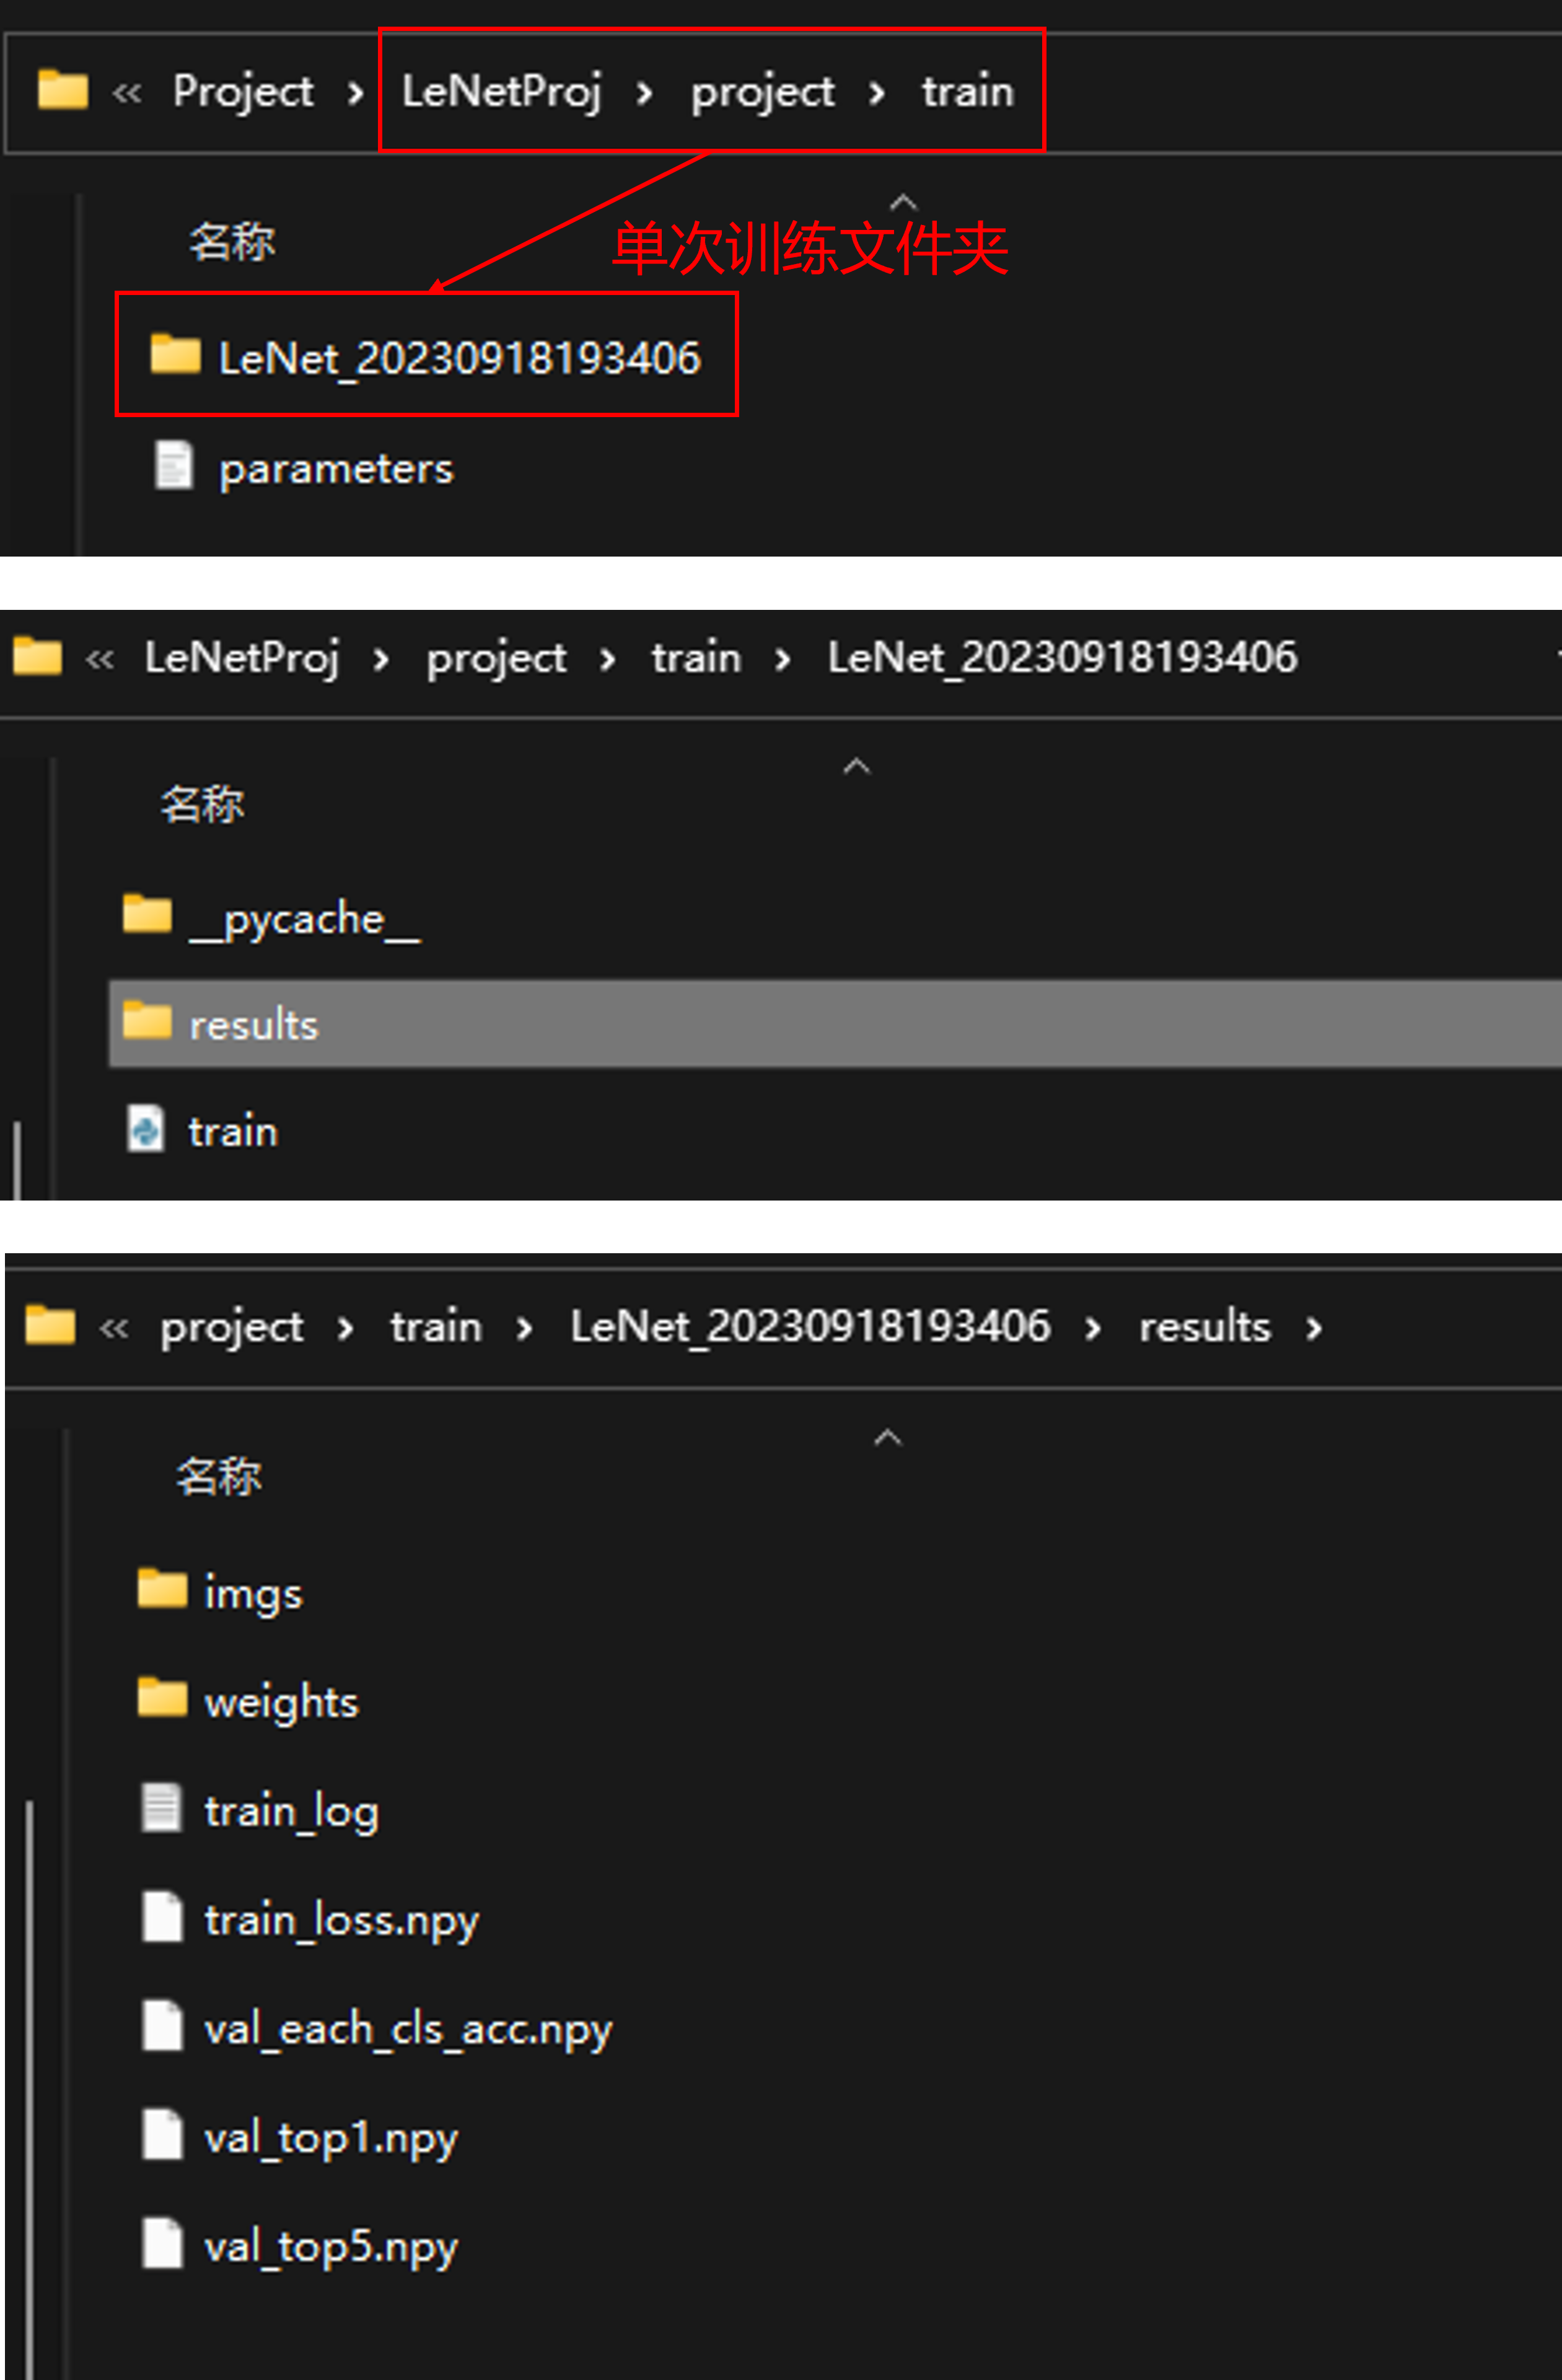 « Project > LeNetProj > project > train
名称
单次训练文件夹
LeNet_20230918193406
parameters
« LeNetProj > project > train > LeNet_20230918193406
名称
__pycache__
results
train
« project > train > LeNet_20230918193406 > results >
名称
imgs
weights
train_log
train_loss.npy
val_each_cls_acc.npy
val_top1.npy
val_top5.npy